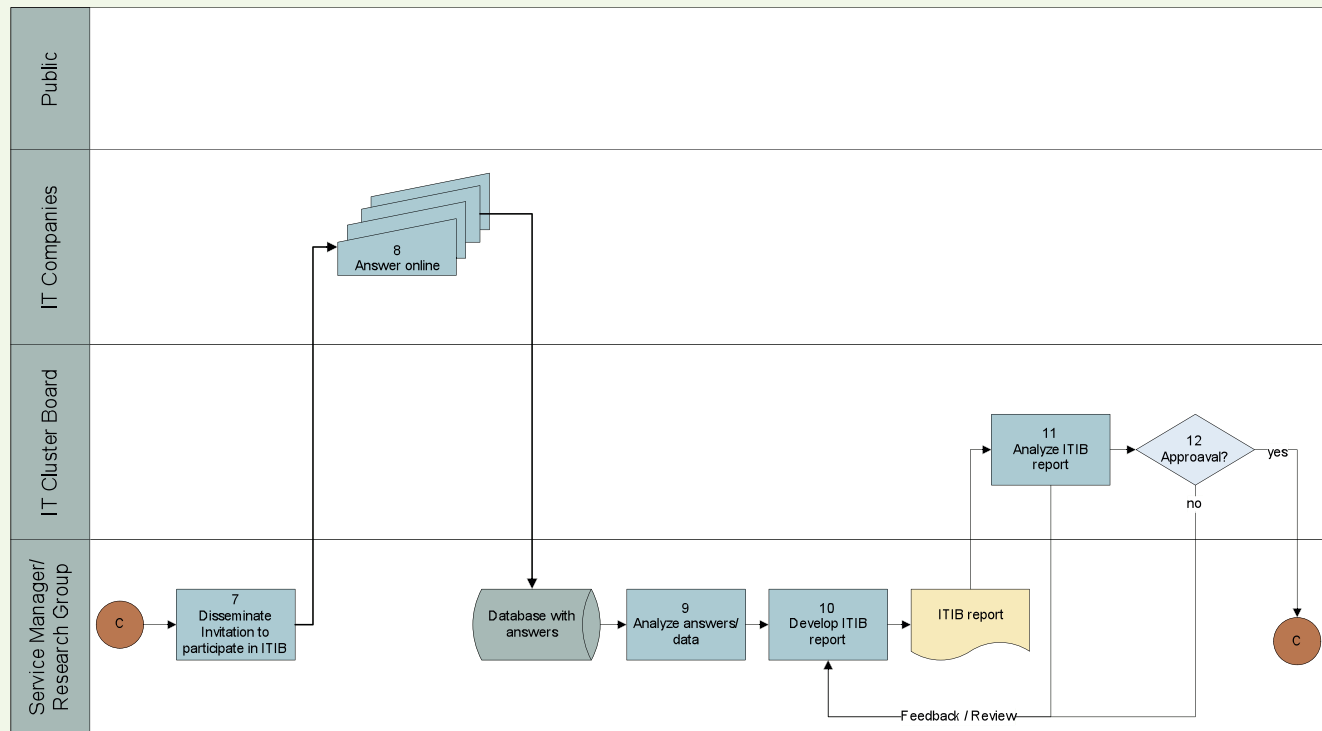 Public
IT Companies
IT Cluster Board
Service Manager/
Research Group
8
Answer online
11
Analyze ITIB
report
12
Approaval?
yes
no
C
7
Disseminate
Invitation to
participate in ITIB
Database with
answers
9
Analyze answers/
data
10
Develop ITIB
report
ITIB report
C
Feedback / Review